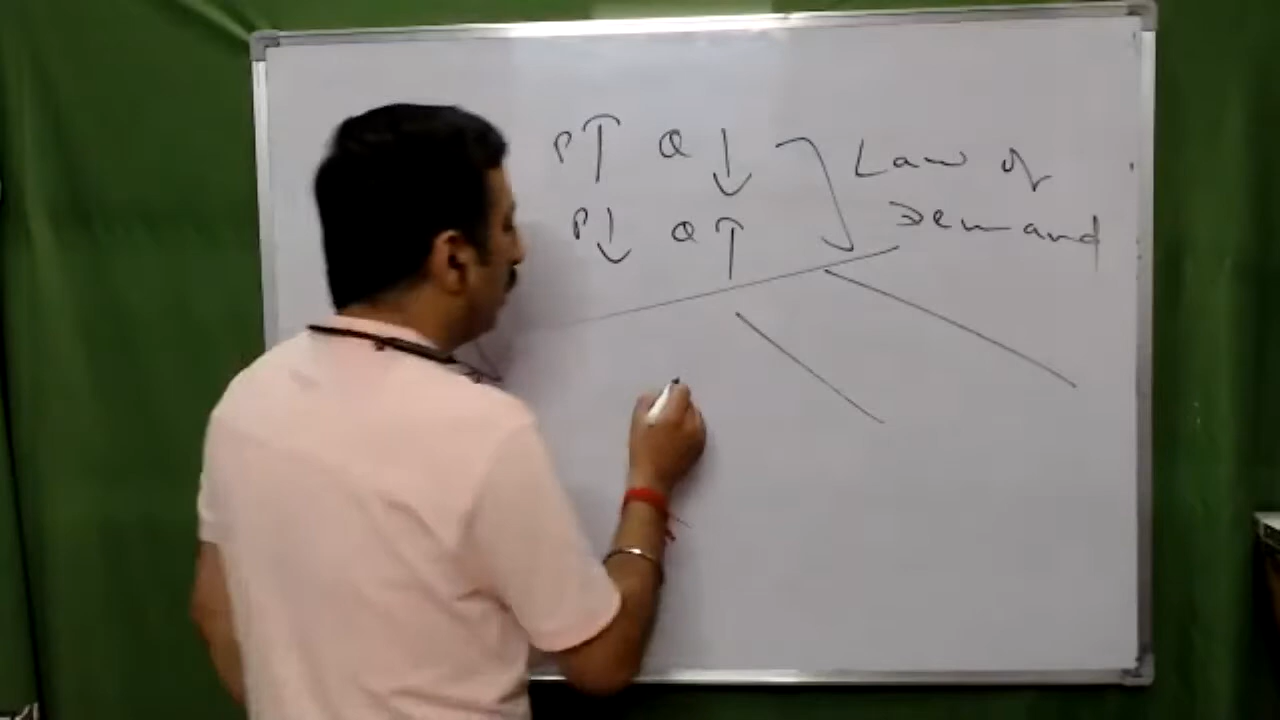 P↑ Q↓ Law of
P↓ Q↑ Demand